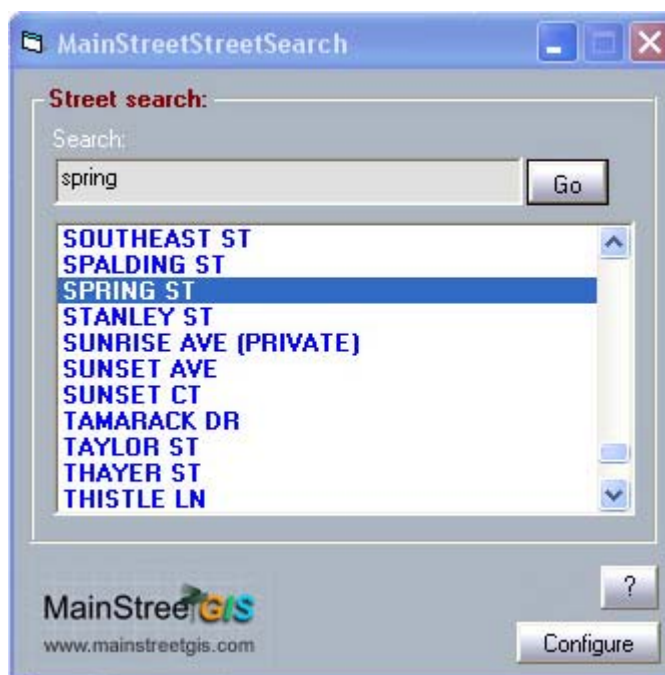 MainStreetStreetSearch
Street search:
Search:
spring
Go
SOUTHEAST ST
SPALDING ST
SPRING ST
STANLEY ST
SUNRISE AVE (PRIVATE)
SUNSET AVE
SUNSET CT
TAMARACK DR
TAYLOR ST
THAYER ST
THISTLE LN
?
MainStreetGIS
www.mainstreetgis.com
Configure